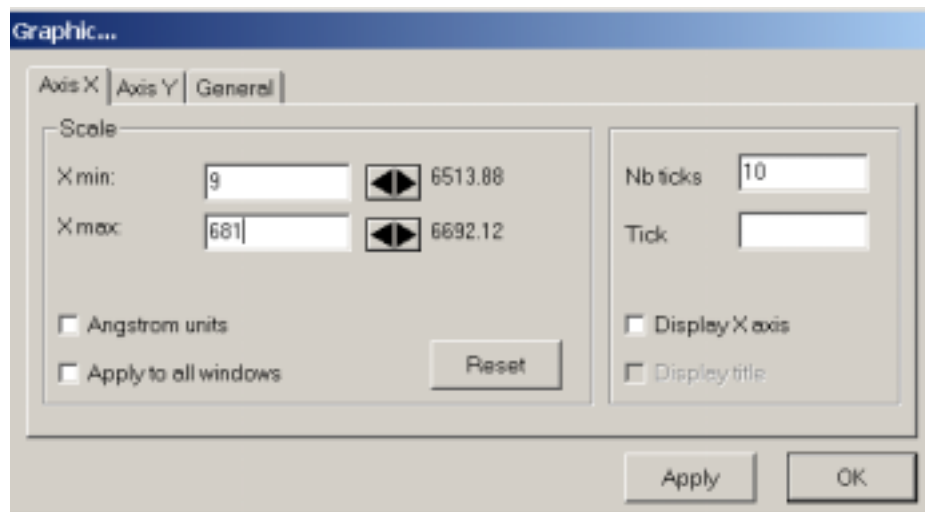 Graphic...
Axis X Axis Y General
Scale
X min: 9 6513.88
X max: 681 6692.12
Angstrom units
Apply to all windows
Reset
Nb ticks 10
Tick
Display X axis
Display title
Apply OK